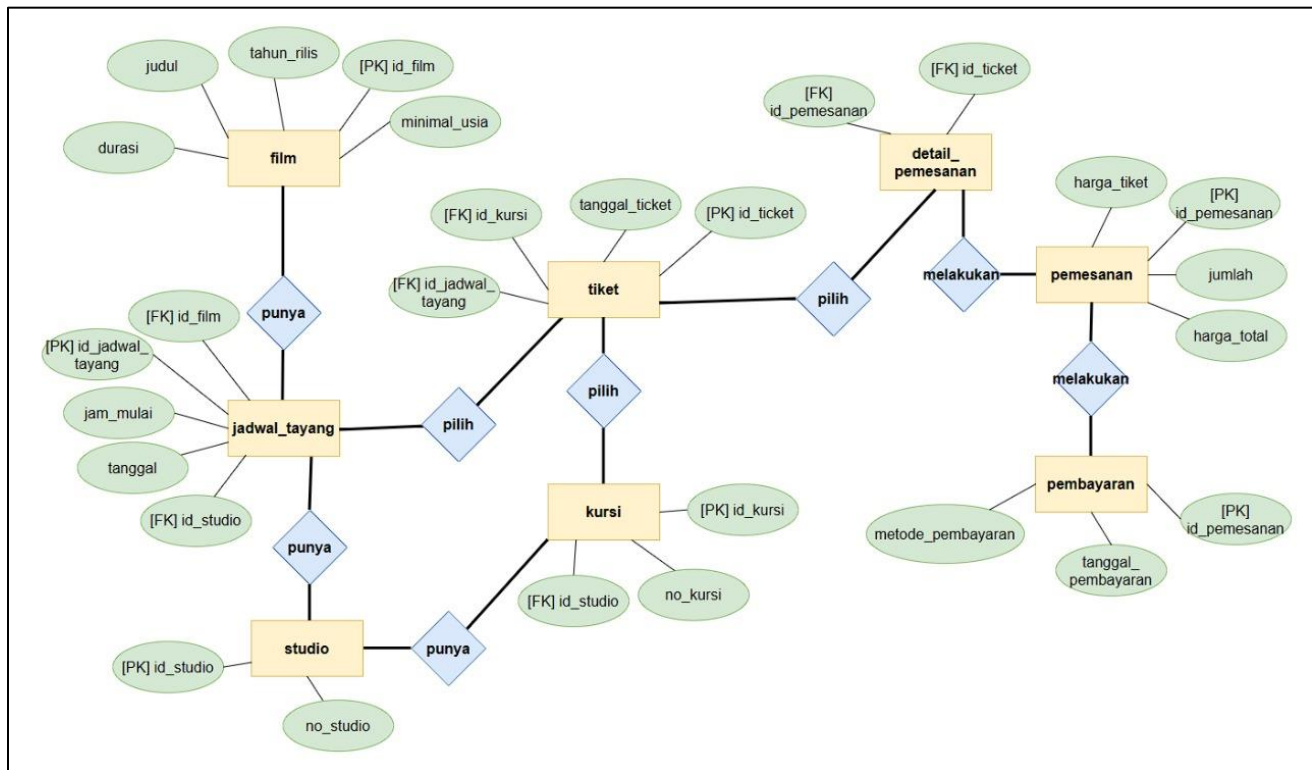 judul
tahun_rilis
[PK] id_film
durasi
minimal_usia
film
punya
[FK] id_film
[PK] id_jadwal_
tayang
jam_mulai
tanggal
[FK] id_studio
jadwal_tayang
punya
studio
[PK] id_studio
no_studio
punya
pilih
[FK] id_kursi
tanggal_ticket
[PK] id_ticket
[FK] id_jadwal_
tayang
tiket
pilih
kursi
[PK] id_kursi
[FK] id_studio
no_kursi
pilih
[FK]
id_pemesanan
[FK] id_ticket
detail_
pemesanan
melakukan
harga_tiket
[PK]
id_pemesanan
pemesanan
jumlah
harga_total
melakukan
pembayaran
metode_pembayaran
tanggal_
pembayaran
[PK]
id_pemesanan